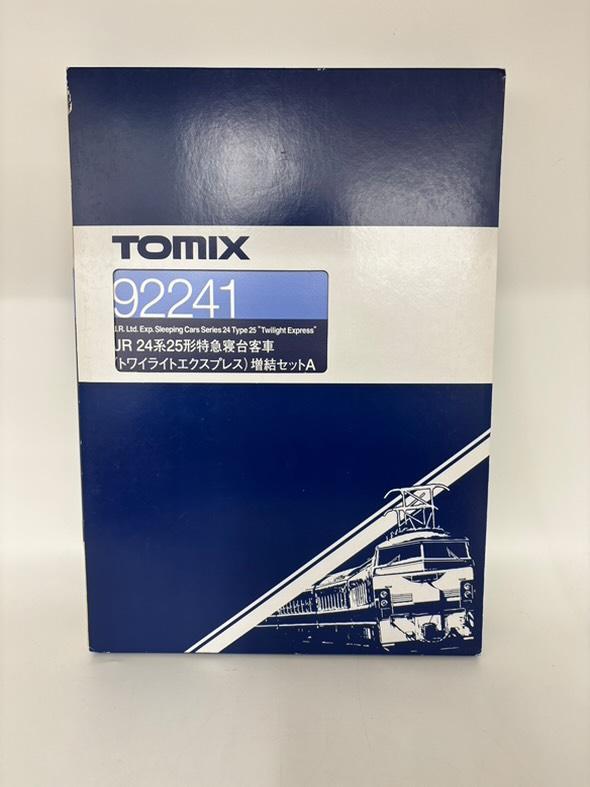 TOMIX
92241
J.R. Ltd. Exp. Sleeping Cars Series 24 Type 25 "Twilight Express"
JR 24系25形特急寝台客車
(トワイライトエクスプレス) 増結セットA